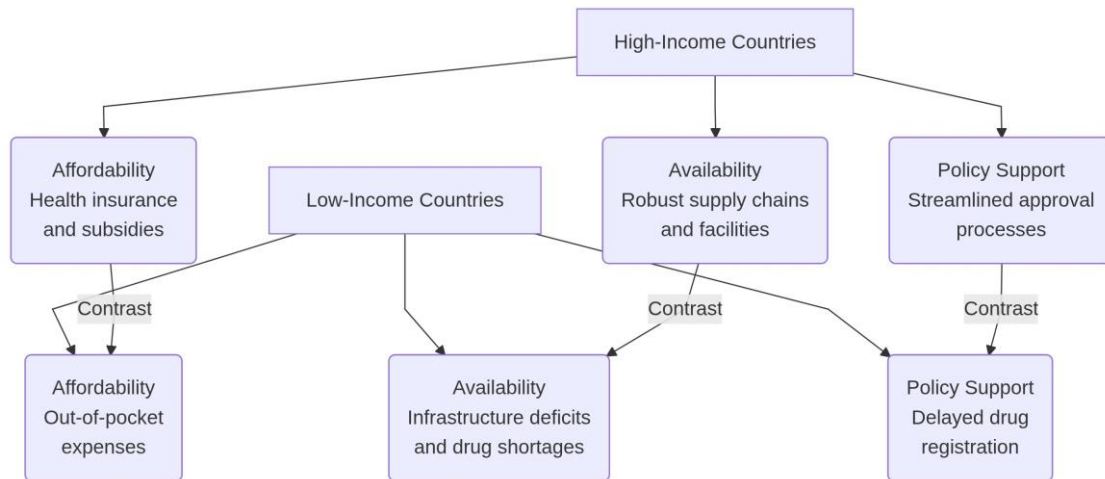 High-Income Countries
Affordability
Health insurance
and subsidies
Low-Income Countries
Availability
Robust supply chains
and facilities
Policy Support
Streamlined approval
processes
Contrast
Contrast
Contrast
Affordability
Out-of-pocket
expenses
Availability
Infrastructure deficits
and drug shortages
Policy Support
Delayed drug
registration